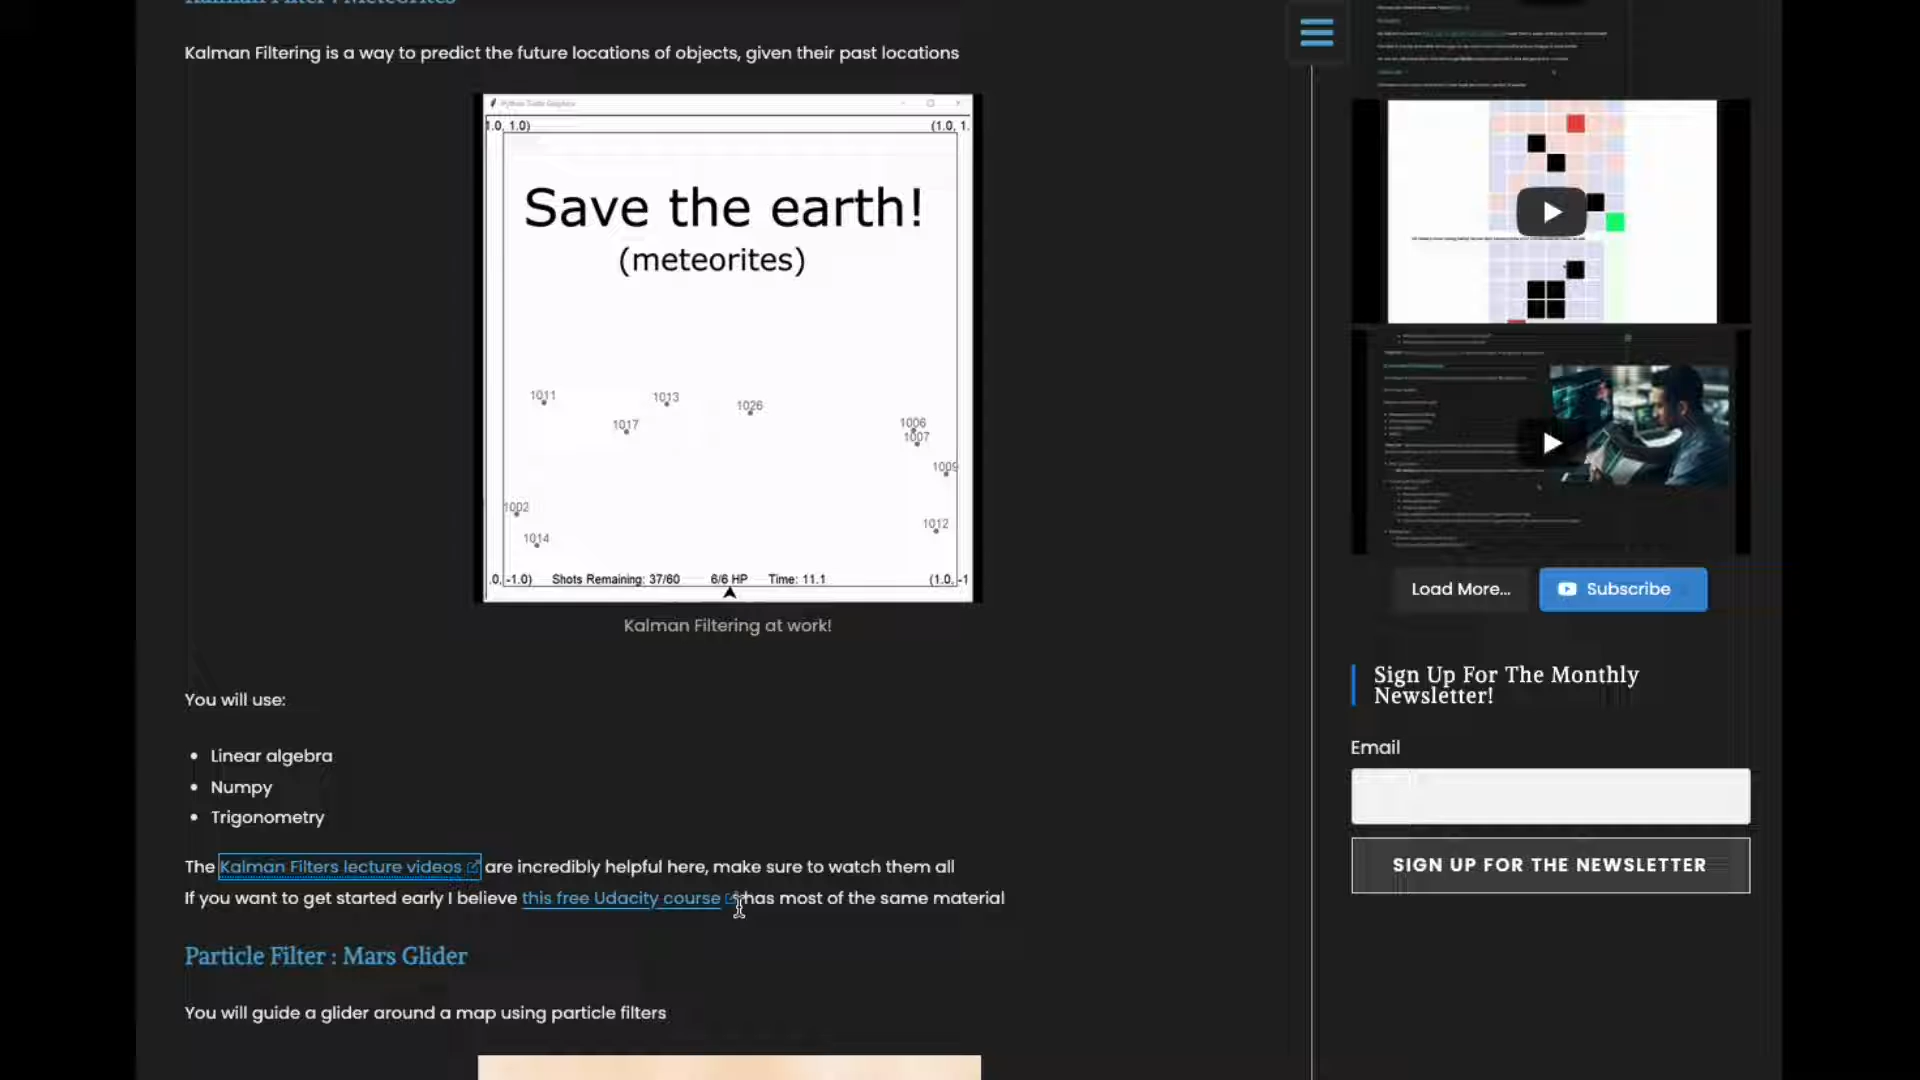 Kalman Filter : Meteorites
Kalman Filtering is a way to predict the future locations of objects, given their past locations
Python Turtle Graphics
1.0, 1.0)
(1.0, 1.
Save the earth!
(meteorites)
1011
1013
1026
1017
1006
1007
1009
1002
1012
1014
.0, -1.0) Shots Remaining: 37/60 6/6 HP Time: 11.1 (1.0, -1
Kalman Filtering at work!
You will use:
• Linear algebra
• Numpy
• Trigonometry
The Kalman Filters lecture videos are incredibly helpful here, make sure to watch them all
If you want to get started early I believe this free Udacity course has most of the same material
Particle Filter : Mars Glider
You will guide a glider around a map using particle filters
Load More...
Subscribe
Sign Up For The Monthly
Newsletter!
Email
SIGN UP FOR THE NEWSLETTER